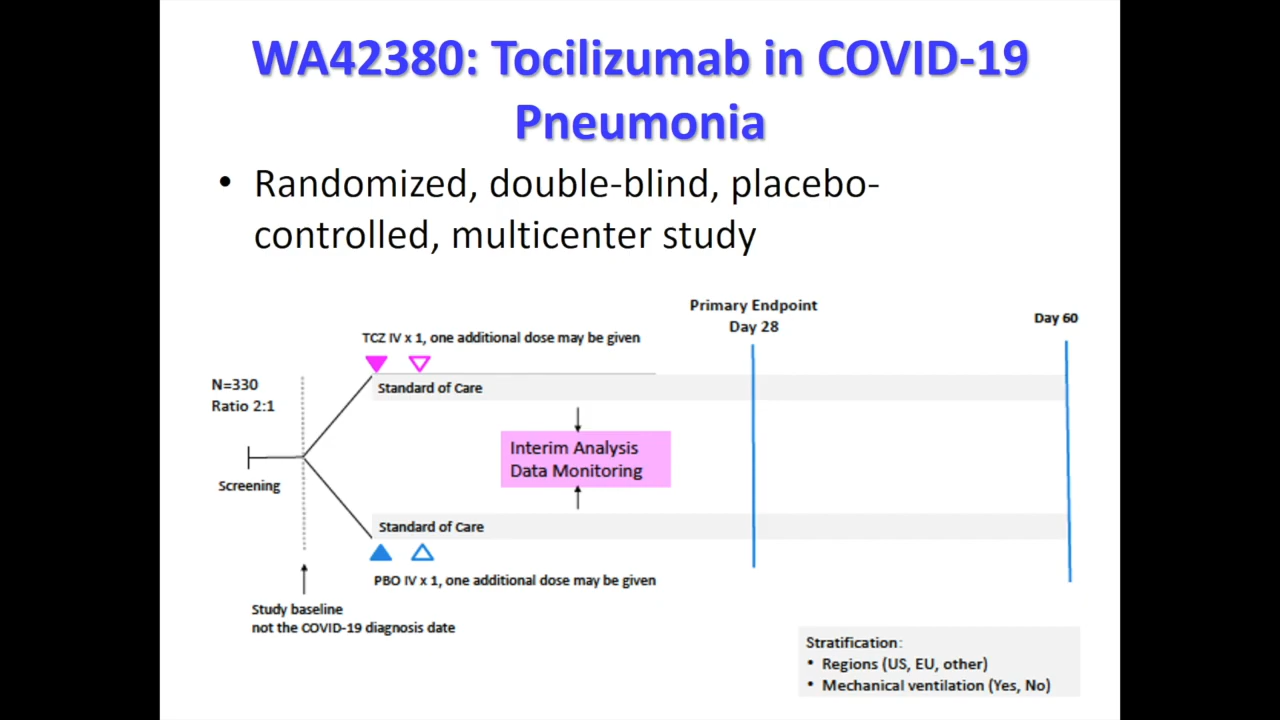 WA42380: Tocilizumab in COVID-19
Pneumonia
• Randomized, double-blind, placebo-
controlled, multicenter study
Primary Endpoint
Day 28
Day 60
TCZ IV x 1, one additional dose may be given
N=330
Ratio 2:1
Standard of Care
Interim Analysis
Data Monitoring
Screening
Standard of Care
PBO IV x 1, one additional dose may be given
Study baseline
not the COVID-19 diagnosis date
Stratification:
• Regions (US, EU, other)
• Mechanical ventilation (Yes, No)